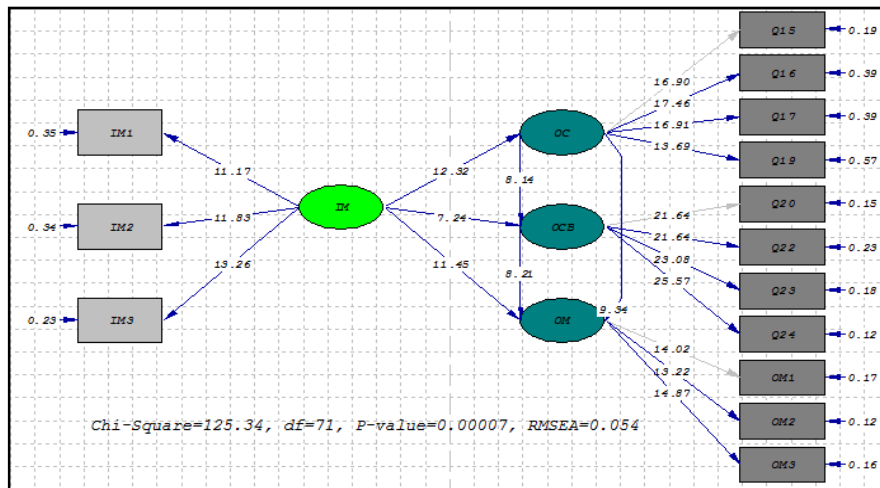 Q15
0.19
16.90
Q16
0.39
17.46
0.35
IM1
OC
16.91
Q17
0.39
13.69
Q19
0.57
11.17
12.32
8.14
IM
Q20
0.15
21.64
0.34
IM2
11.83
7.24
OCB
21.64
Q22
0.23
23.08
13.26
11.45
8.21
25.57
Q23
0.18
0.23
IM3
OM
9.34
Q24
0.12
14.02
13.22
14.87
OM1
0.17
Chi-Square=125.34, df=71, P-value=0.00007, RMSEA=0.054
OM2
0.12
OM3
0.16